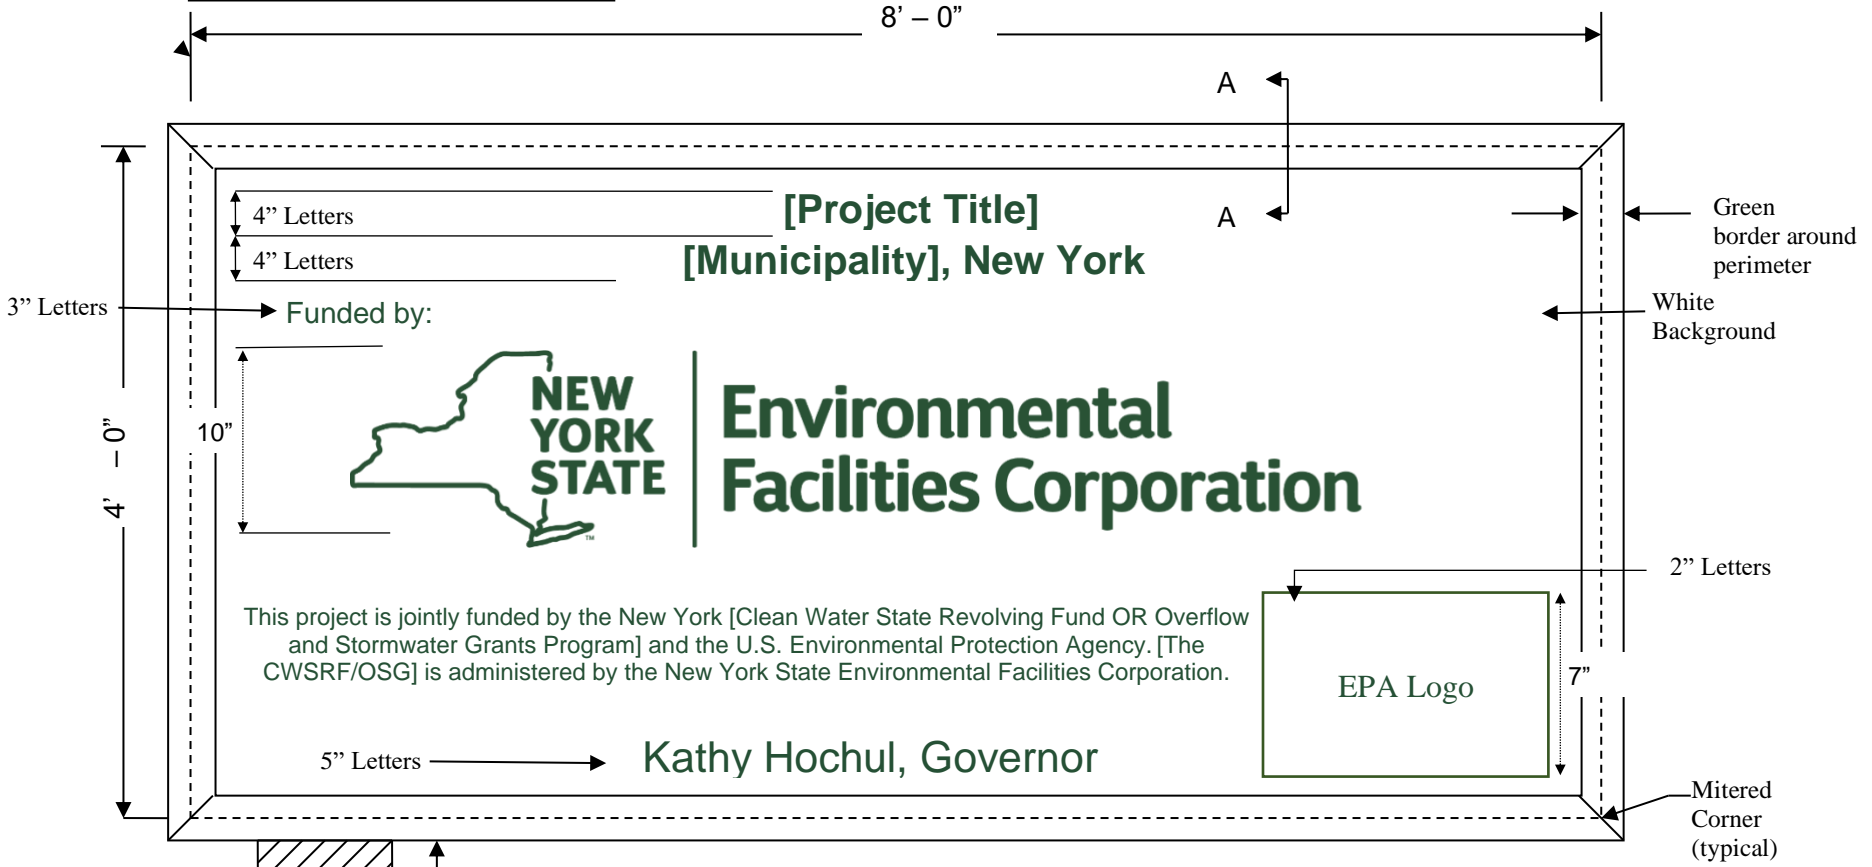 8’ – 0”
A
4” Letters
[Project Title]
A
Green
border around
perimeter
4” Letters
[Municipality], New York
3” Letters
Funded by:
White
Background
10”
4’ – 0”
NEW
YORK
STATE
™
Environmental
Facilities Corporation
2” Letters
This project is jointly funded by the New York [Clean Water State Revolving Fund OR Overflow
and Stormwater Grants Program] and the U.S. Environmental Protection Agency. [The
CWSRF/OSG] is administered by the New York State Environmental Facilities Corporation.
EPA Logo
7”
5” Letters
Kathy Hochul, Governor
Mitered
Corner
(typical)